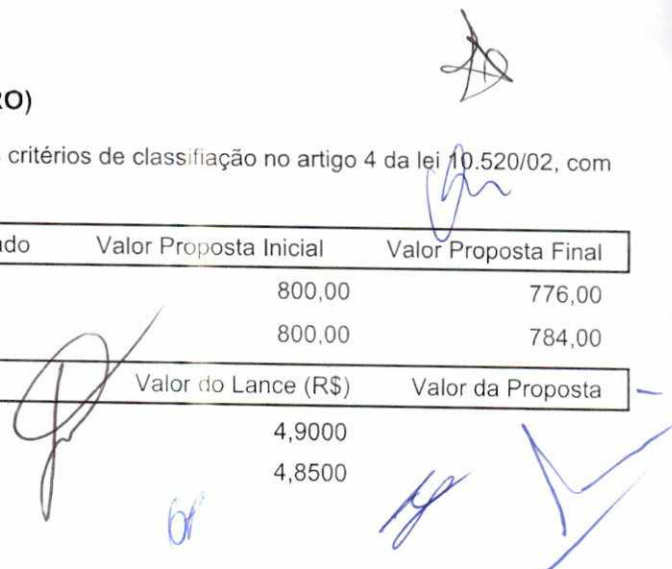 RO)
critérios de classifiação no artigo 4 da lei 10.520/02, com
ado Valor Proposta Inicial Valor Proposta Final
800,00 776,00
800,00 784,00
Valor do Lance (R$) Valor da Proposta
4,9000
4,8500